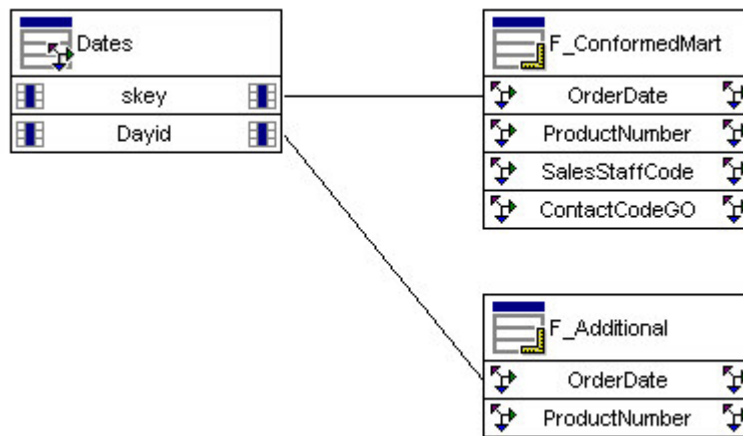 Dates
skey
Dayid
F_ConformedMart
OrderDate
ProductNumber
SalesStaffCode
ContactCodeGO
F_Additional
OrderDate
ProductNumber